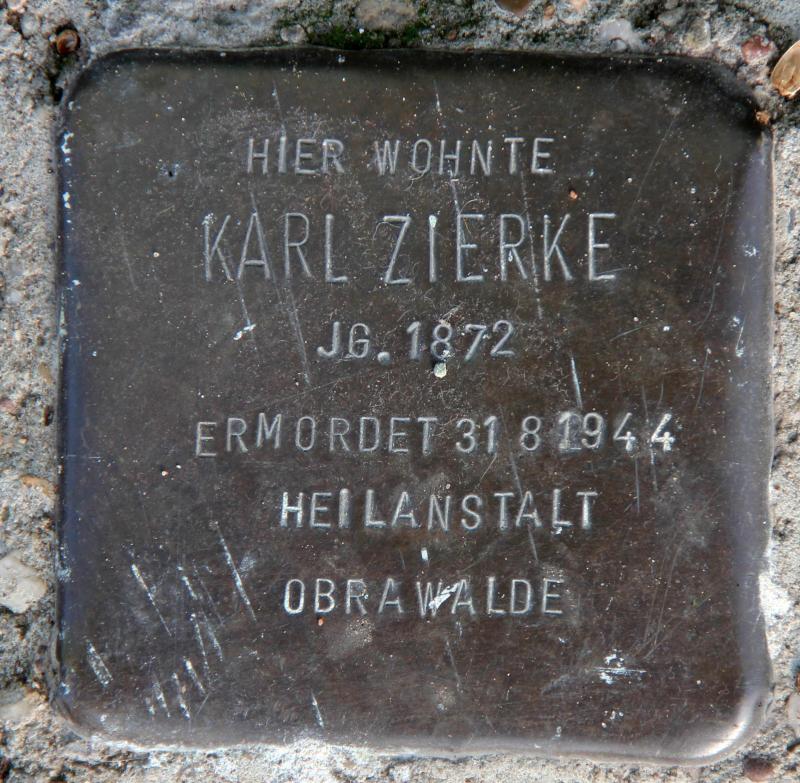 HIER WOHNTE
KARL ZIERKE
JG. 1872
ERMORDET 31 8 1944
HEILANSTALT
OBRAWALDE